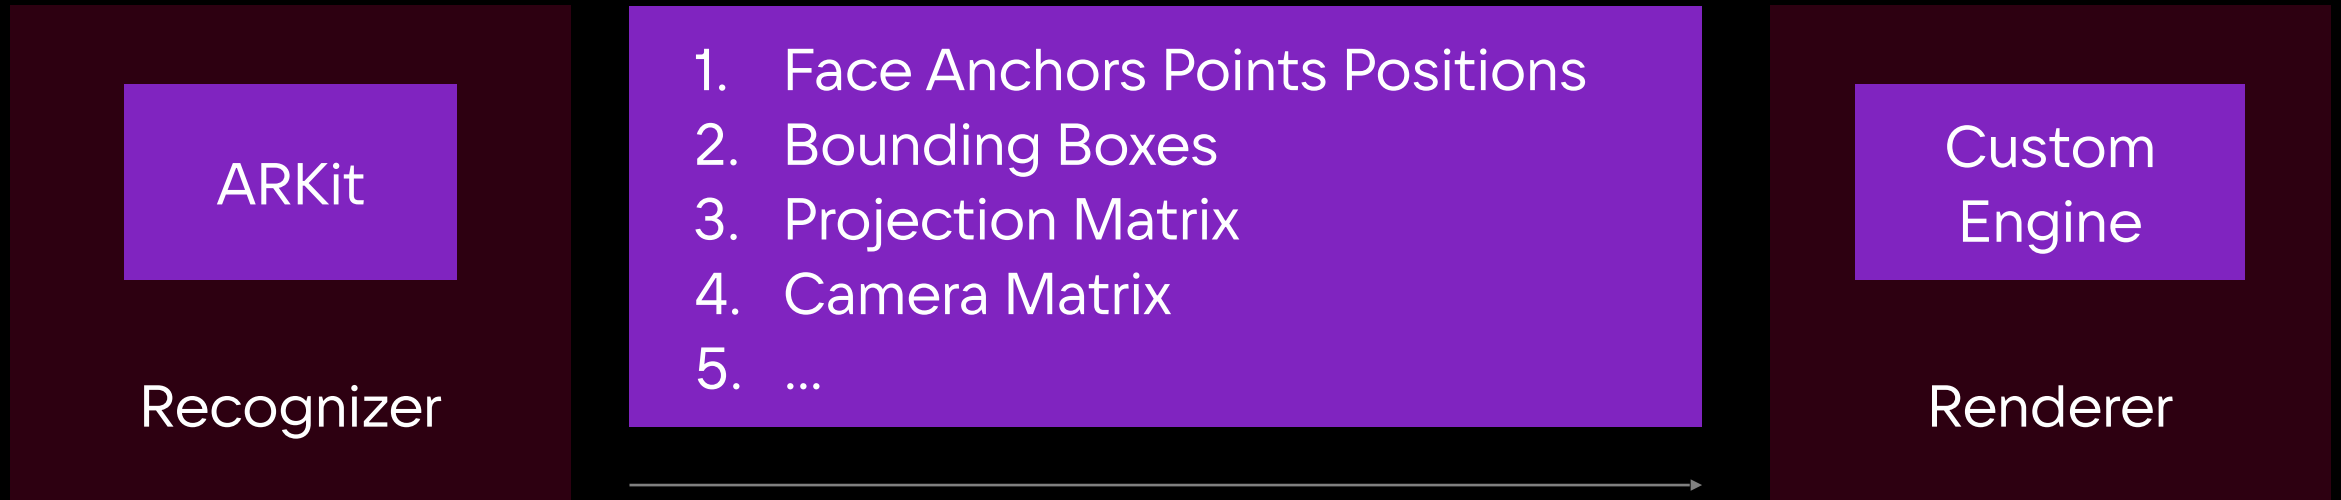 ARKit
Recognizer
1. Face Anchors Points Positions
2. Bounding Boxes
3. Projection Matrix
4. Camera Matrix
5. ...
Custom
Engine
Renderer